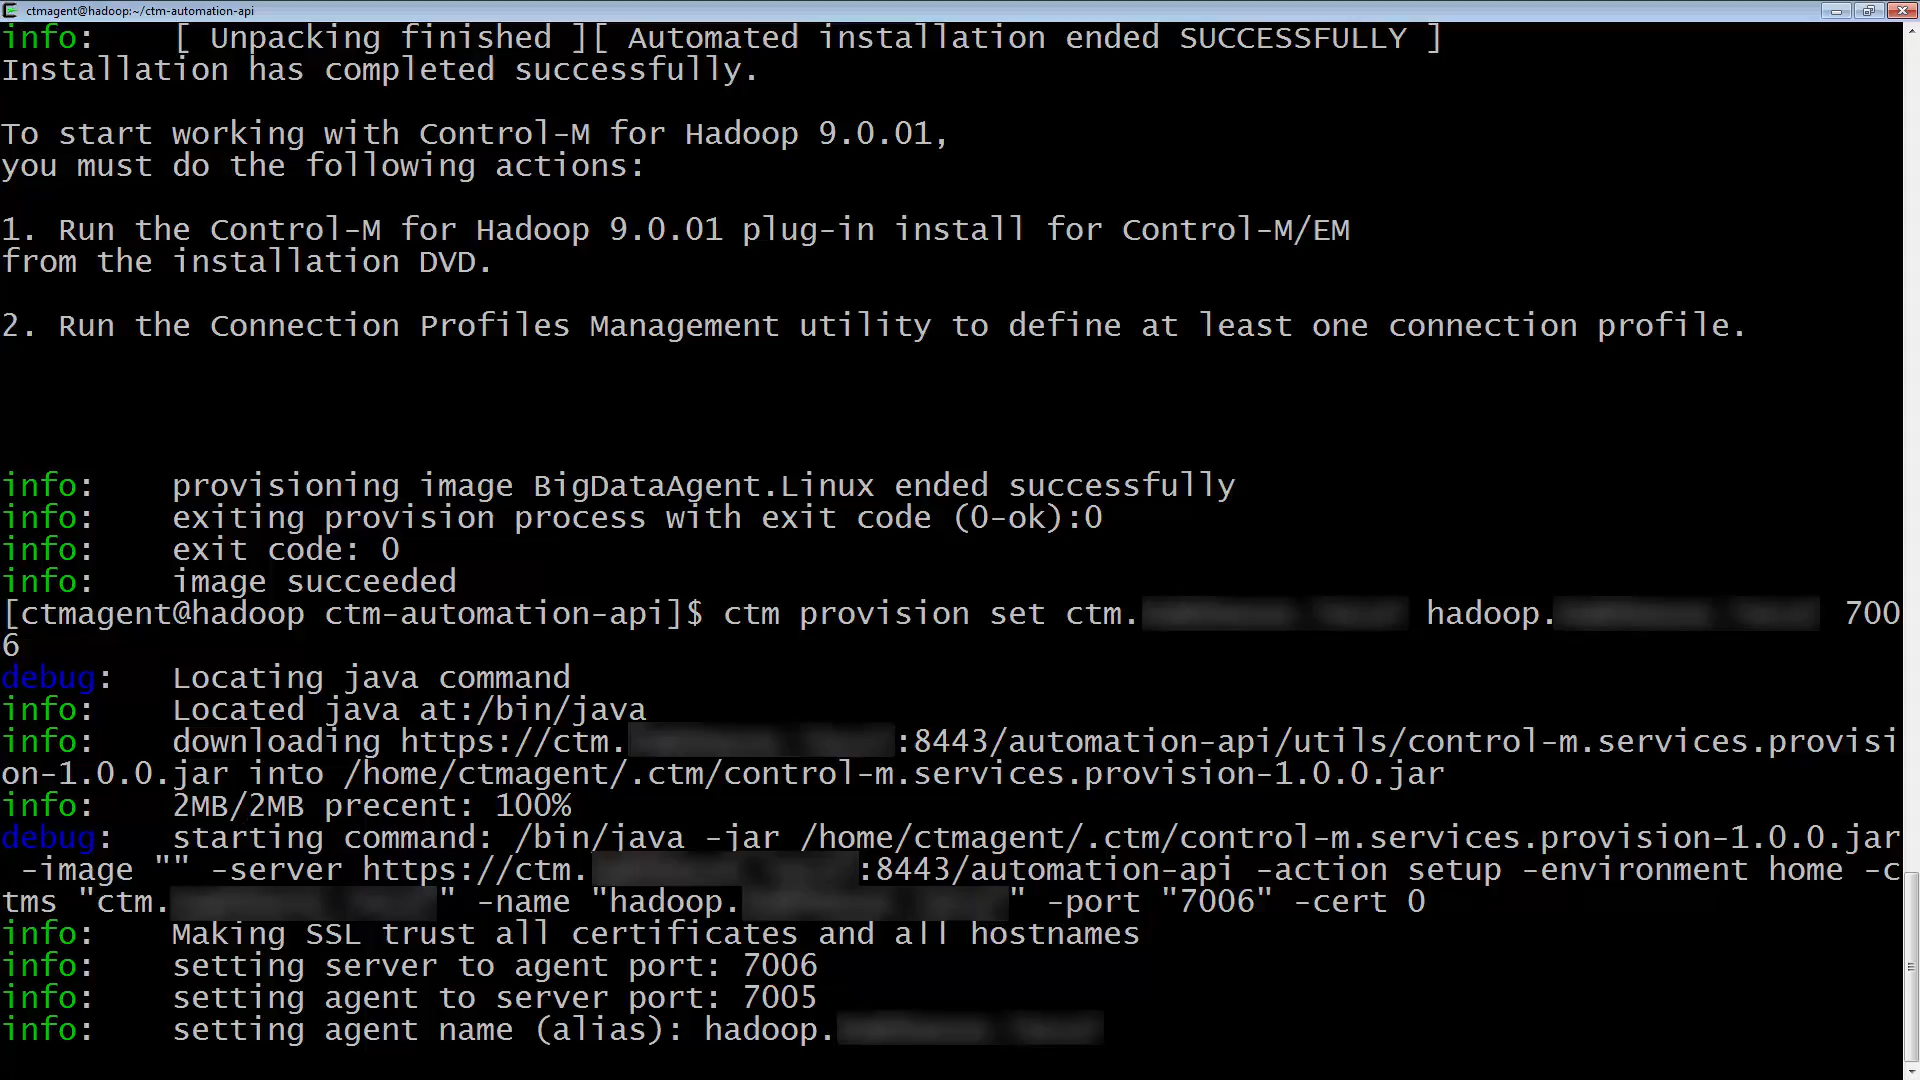 ctmagent@hadoop:~/ctm-automation-api
info:    [ Unpacking finished ][ Automated installation ended SUCCESSFULLY ]
Installation has completed successfully.
To start working with Control-M for Hadoop 9.0.01,
you must do the following actions:
1. Run the Control-M for Hadoop 9.0.01 plug-in install for Control-M/EM
from the installation DVD.
2. Run the Connection Profiles Management utility to define at least one connection profile.
info:    provisioning image BigDataAgent.Linux ended successfully
info:    exiting provision process with exit code (0-ok):0
info:    exit code: 0
info:    image succeeded
[ctmagent@hadoop ctm-automation-api]$ ctm provision set ctm. hadoop. 700
6
debug:   Locating java command
info:    Located java at:/bin/java
info:    downloading https://ctm. :8443/automation-api/utils/control-m.services.provisi
on-1.0.0.jar into /home/ctmagent/.ctm/control-m.services.provision-1.0.0.jar
info:    2MB/2MB precent: 100%
debug:   starting command: /bin/java -jar /home/ctmagent/.ctm/control-m.services.provision-1.0.0.jar
 -image "" -server https://ctm. :8443/automation-api -action setup -environment home -c
tms "ctm. " -name "hadoop. " -port "7006" -cert 0
info:    Making SSL trust all certificates and all hostnames
info:    setting server to agent port: 7006
info:    setting agent to server port: 7005
info:    setting agent name (alias): hadoop.